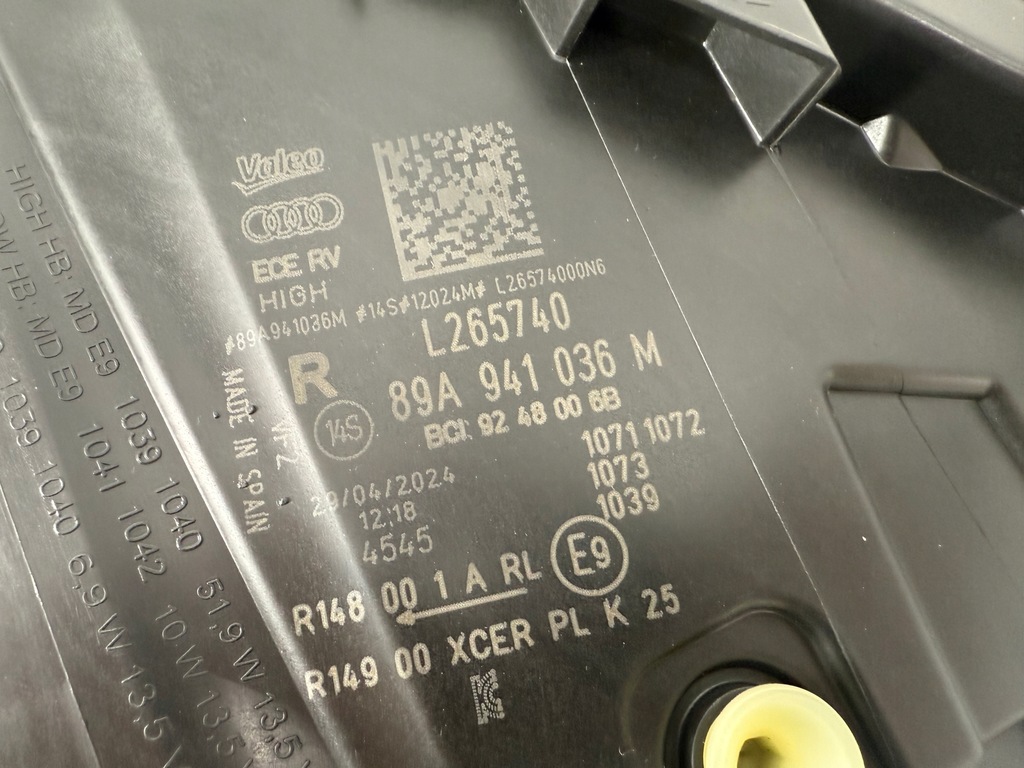 Valeo
ECE RV
HIGH
#89A941036M #14S#12024M# L26574000N6
L265740
R
89A 941 036 M
14S
BCI 92 48 00 6B
1071 1072
1073
1039
VFZ
MADE IN SPAIN
29/04/2024
12:18
4545
E9
R148 00 1 A RL
R149 00 XCER PL K 25
HIGH HB: MD E9 1039 1040 51,9 W 13,5
HB: MD E9 1041 1042 10 W 13,5
1039 1040 6,9 W 13,5 V